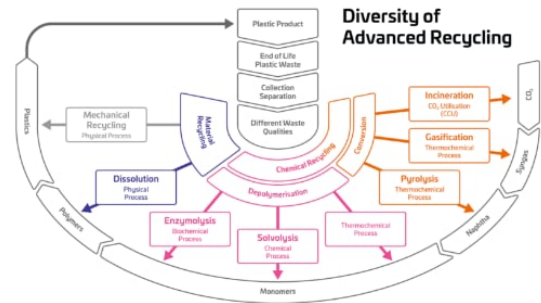 Diversity of
Advanced Recycling
Plastic Product
End of Life
Plastic Waste
Collection
Separation
Different Waste
Qualities
Plastics
Mechanical
Recycling
Physical Process
Material
Recycling
Chemical Recycling
Conversion
Depolymerisation
Incineration
CO₂ Utilisation
(CCU)
CO₂
Gasification
Thermochemical
Process
Syngas
Dissolution
Physical
Process
Pyrolysis
Thermochemical
Process
Polymers
Naphtha
Enzymolysis
Biochemical
Process
Solvolysis
Chemical
Process
Thermochemical
Process
Monomers